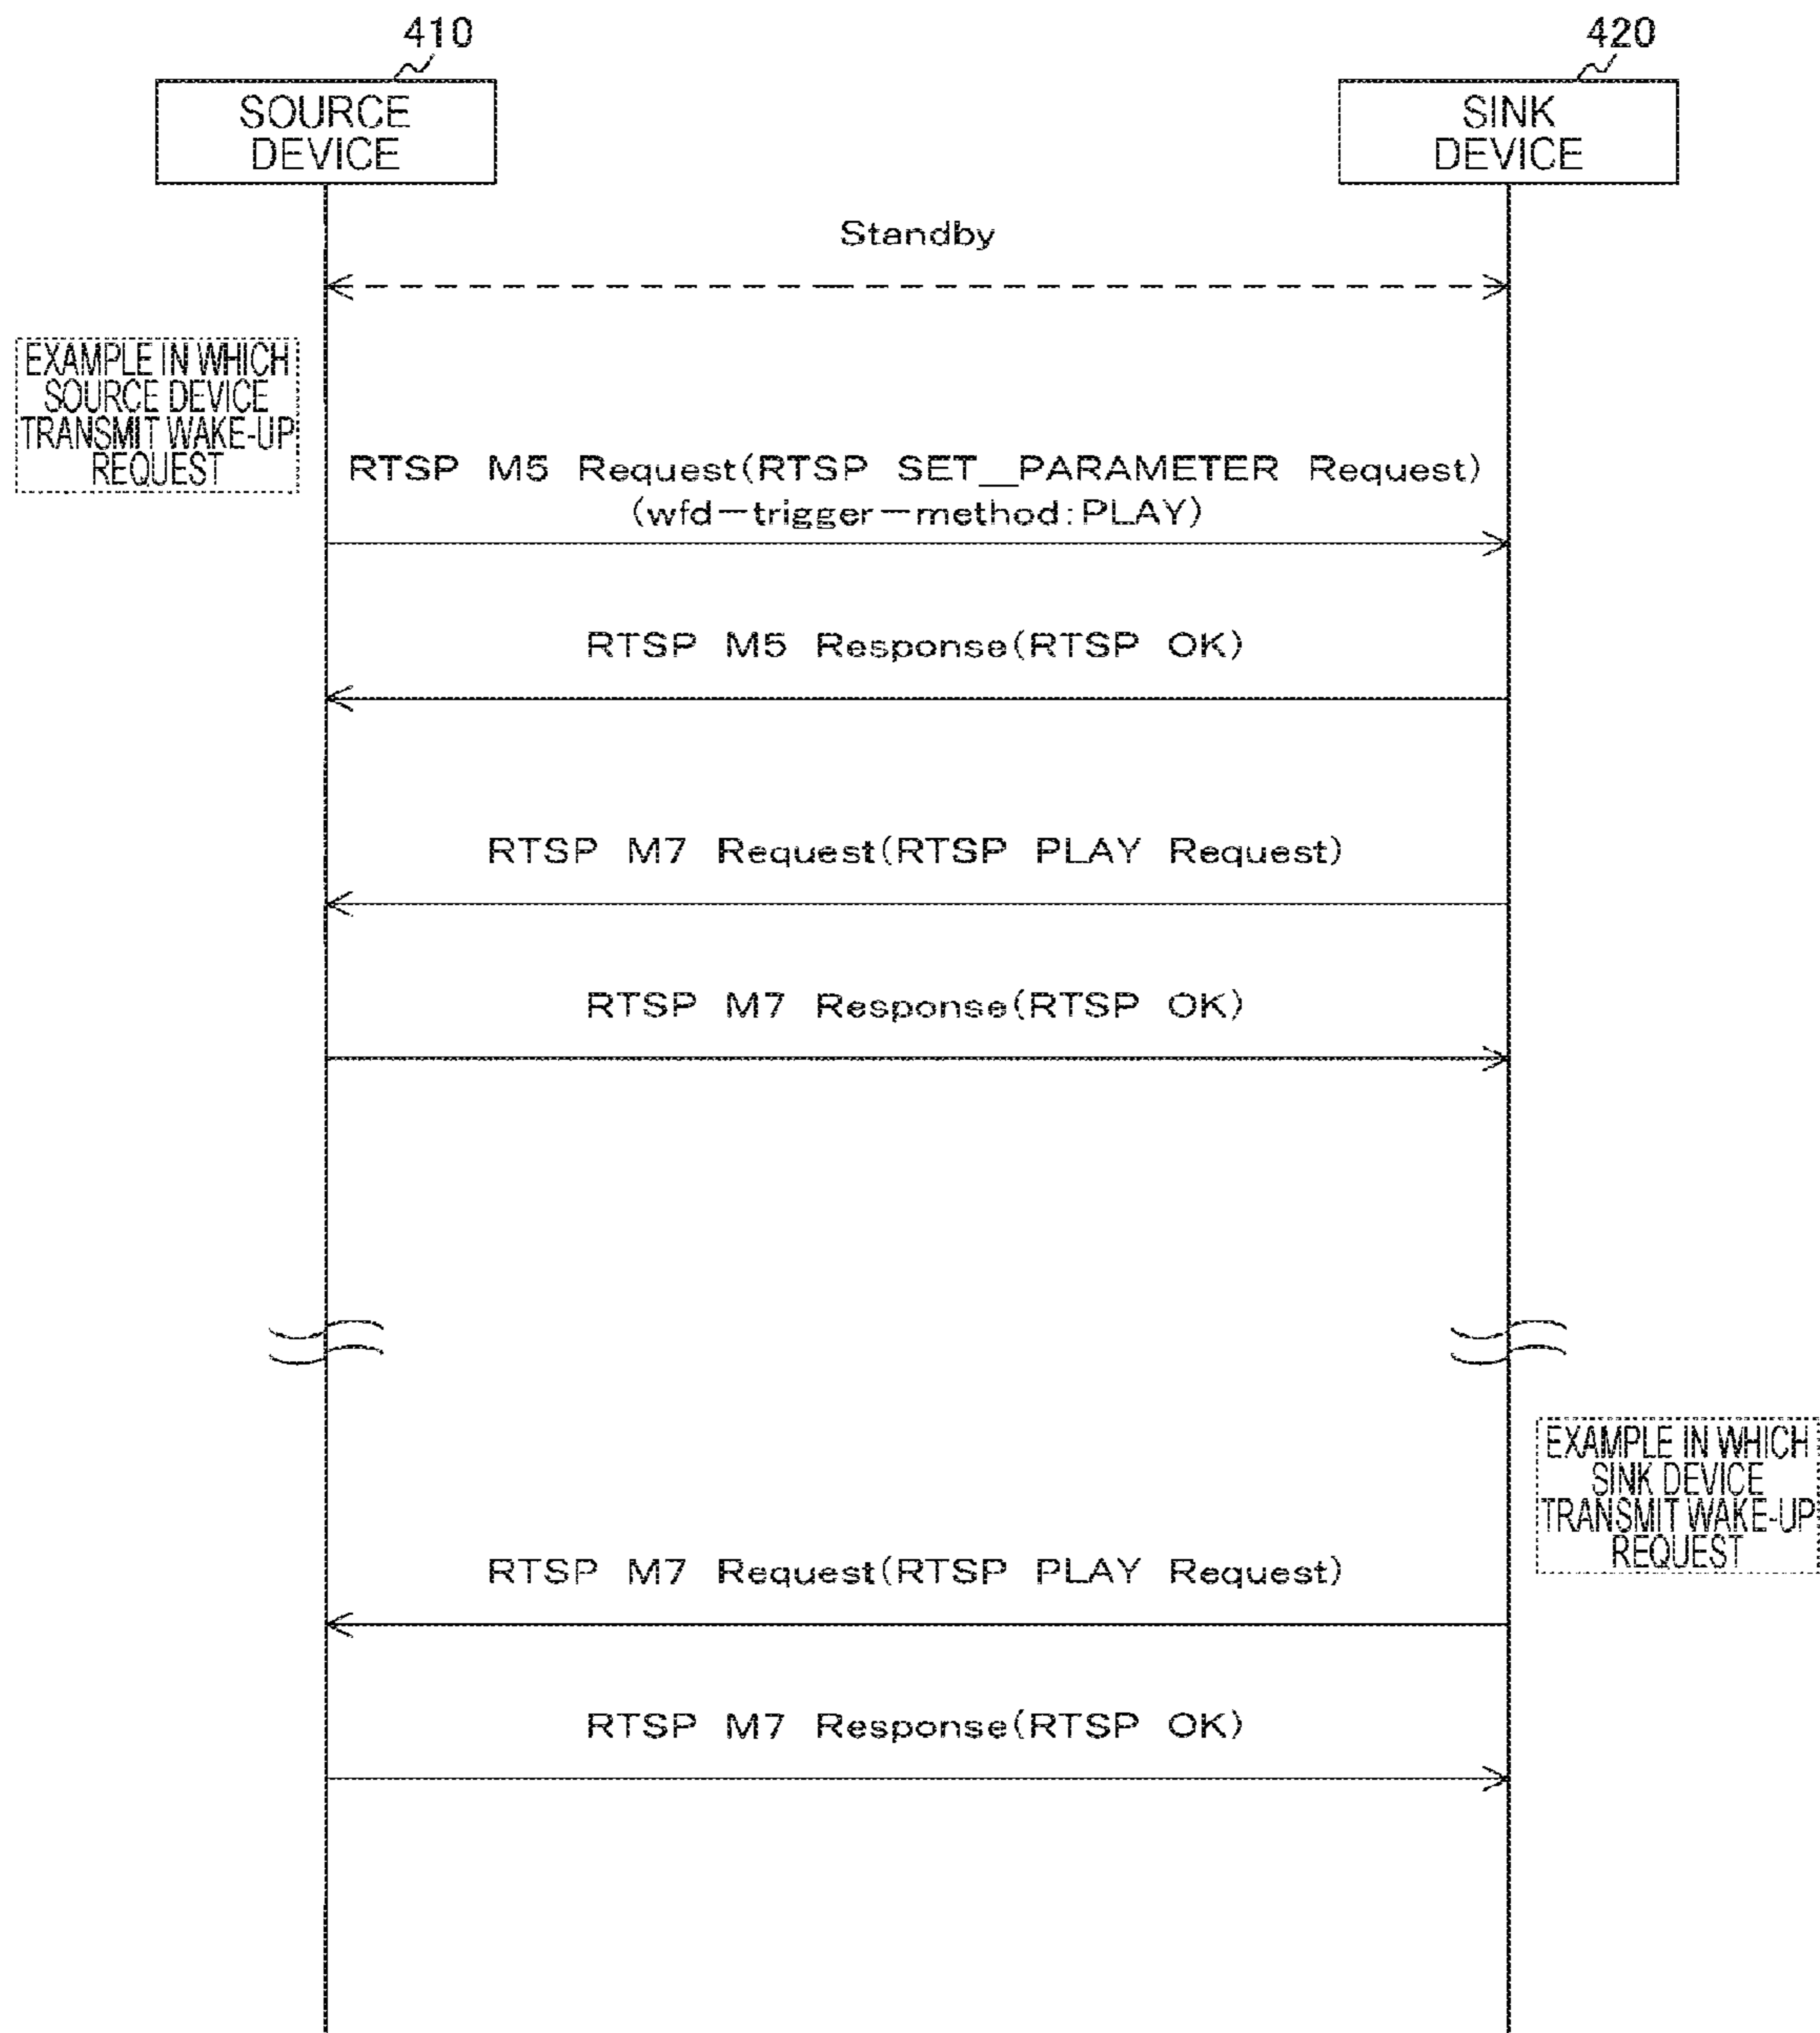 410
420
SOURCE
DEVICE
SINK
DEVICE
Standby
EXAMPLE IN WHICH
SOURCE DEVICE
TRANSMIT WAKE-UP
REQUEST
RTSP M5 Request(RTSP SET__PARAMETER Request)
(wfd-trigger-method:PLAY)
RTSP M5 Response(RTSP OK)
RTSP M7 Request(RTSP PLAY Request)
RTSP M7 Response(RTSP OK)
EXAMPLE IN WHICH
SINK DEVICE
TRANSMIT WAKE-UP
REQUEST
RTSP M7 Request(RTSP PLAY Request)
RTSP M7 Response(RTSP OK)